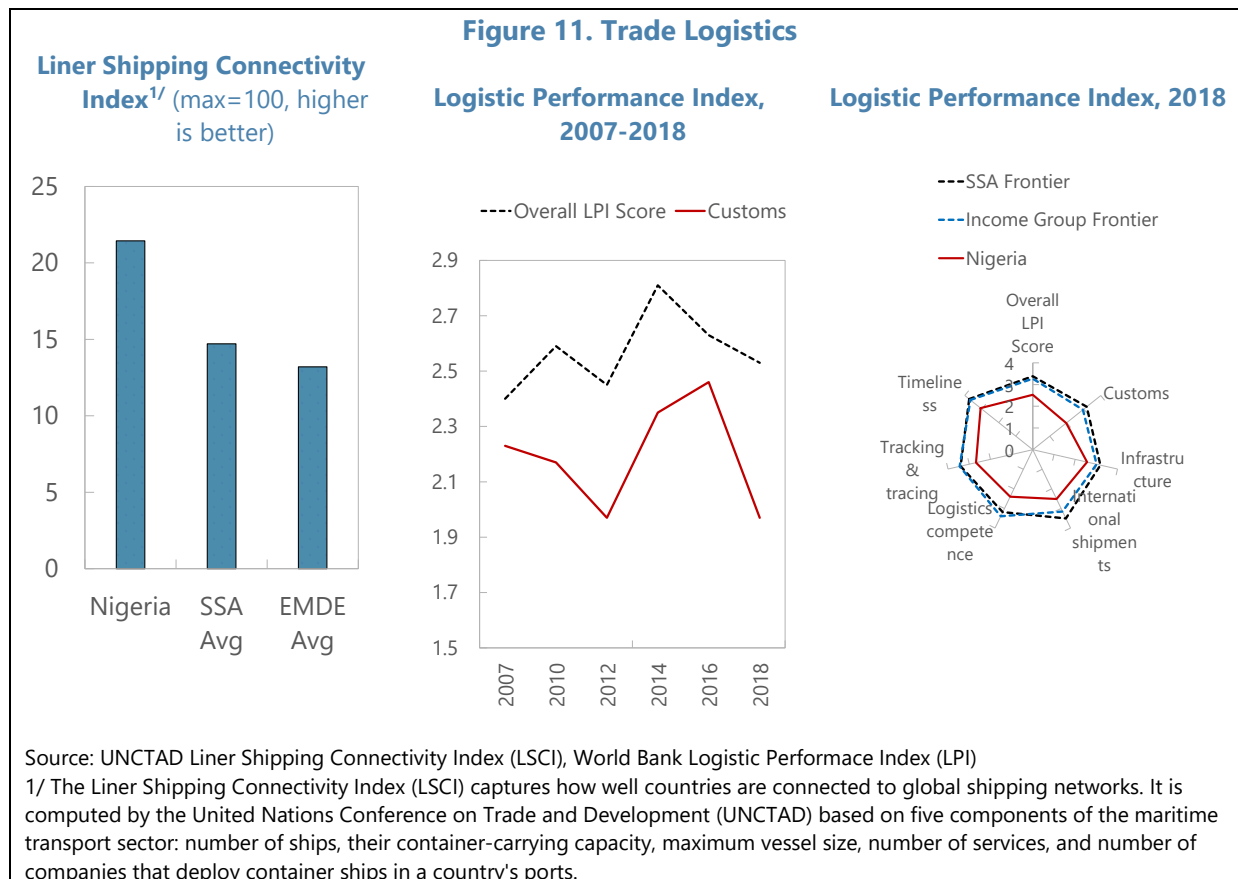 Figure 11. Trade Logistics
Liner Shipping Connectivity
Index1/ (max=100, higher
is better)
25
20
15
10
5
0
Nigeria
SSA
Avg
EMDE
Avg
Logistic Performance Index,
2007-2018
Overall LPI Score
Customs
2.9
2.7
2.5
2.3
2.1
1.9
1.7
1.5
2007
2010
2012
2014
2016
2018
Logistic Performance Index, 2018
SSA Frontier
Income Group Frontier
Nigeria
Overall
LPI
Score
4
3
2
1
0
Customs
Infrastru
cture
Internati
onal
shipme
nts
Logistics
compete
nce
Tracking
&
tracing
Timeline
ss
Source: UNCTAD Liner Shipping Connectivity Index (LSCI), World Bank Logistic Performace Index (LPI)
1/ The Liner Shipping Connectivity Index (LSCI) captures how well countries are connected to global shipping networks. It is
computed by the United Nations Conference on Trade and Development (UNCTAD) based on five components of the maritime
transport sector: number of ships, their container-carrying capacity, maximum vessel size, number of services, and number of
companies that deploy container ships in a country's ports.